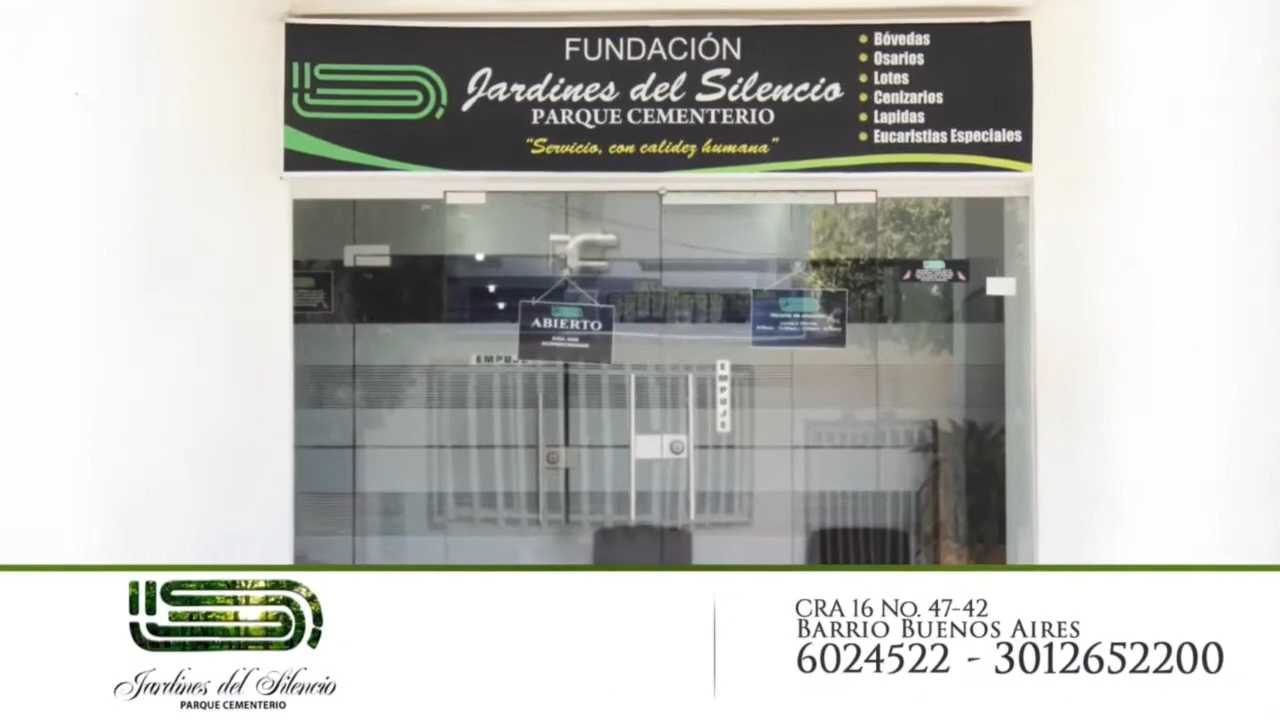 FUNDACIÓN
Jardines del Silencio
PARQUE CEMENTERIO
"Servicio, con calidez humana"
Bóvedas
Osarios
Lotes
Cenizarios
Lapidas
Eucaristias Especiales
ABIERTO
EMPUJE
Jardines del Silencio
PARQUE CEMENTERIO
CRA 16 No. 47-42
BARRIO BUENOS AIRES
6024522 - 3012652200